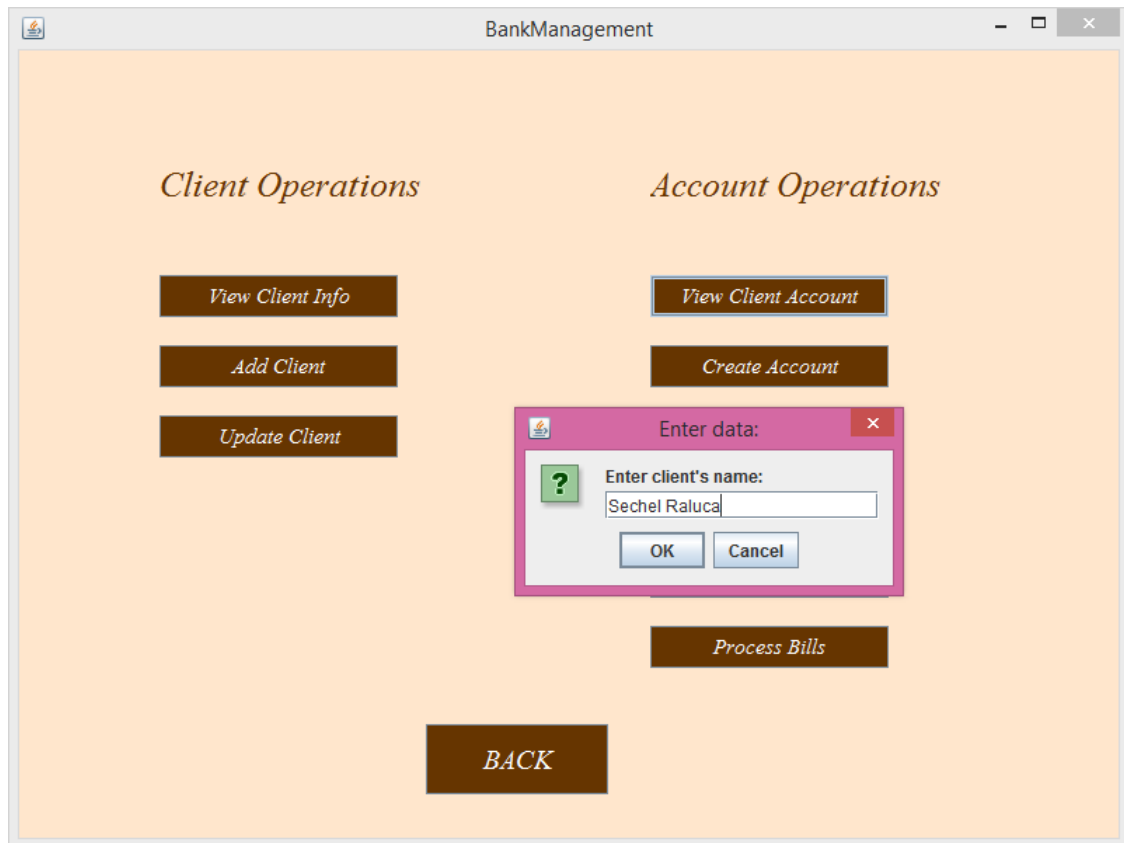 BankManagement
Client Operations
Account Operations
View Client Info
View Client Account
Add Client
Create Account
Update Client
Enter data:
?
Enter client's name:
Sechel Raluca
OK
Cancel
Process Bills
BACK